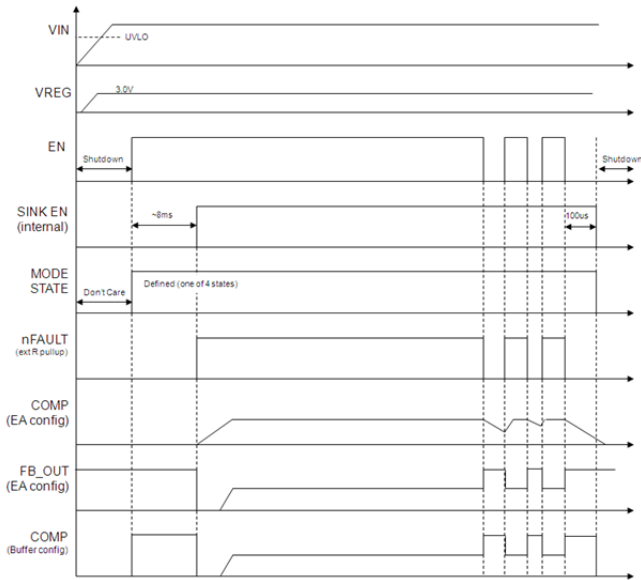 VIN
UVLO
VREG
3.0V
EN
Shutdown
Shutdown
SINK EN
(internal)
~8ms
100us
MODE
STATE
Don't Care
Defined (one of 4 states)
nFAULT
(ext R pullup)
COMP
(EA config)
FB_OUT
(EA config)
COMP
(Buffer config)